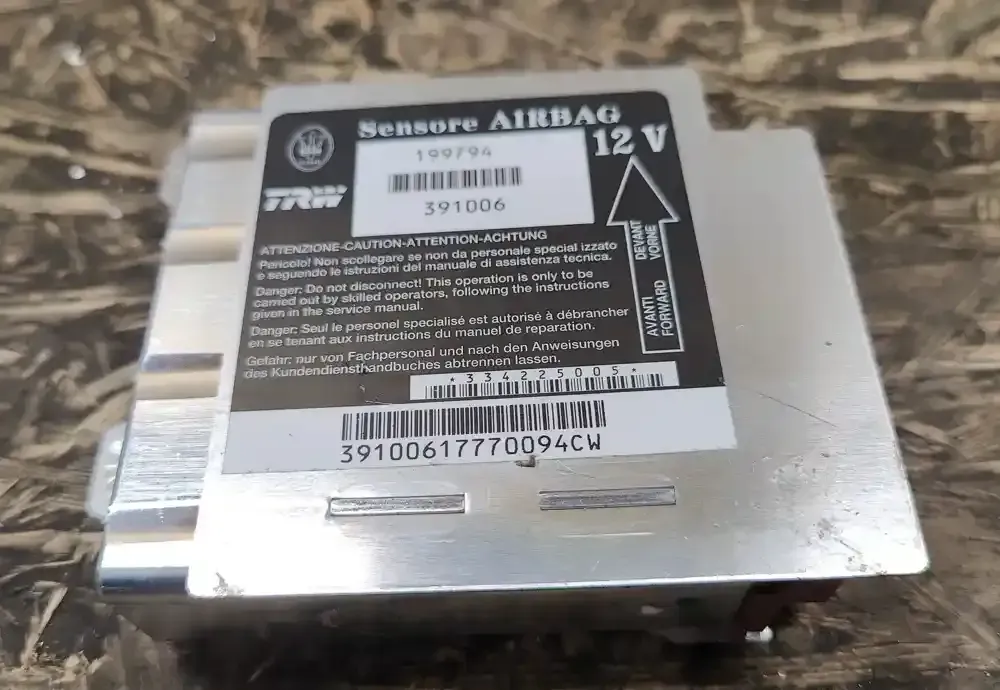 Sensore AIRBAG
12 V
199794
391006
TRW
ATTENZIONE-CAUTION-ATTENTION-ACHTUNG
Pericolo! Non scollegare se non da personale special izzato
e seguendo le istruzioni del manuale di assistenza tecnica.
Danger: Do not disconnect! This operation is only to be
carried out by skilled operators, following the instructions
given in the service manual.
Danger: Seul le personel specialisé est autorisé à débrancher
en se tenant aux instructions du manuel de reparation.
Gefahr: nur von Fachpersonal und nach den Anweisungen
des Kundendiensthandbuches abtrennen lassen.
DEVANT
VORNE
AVANTI
FORWARD
*334225005*
39100617770094CW